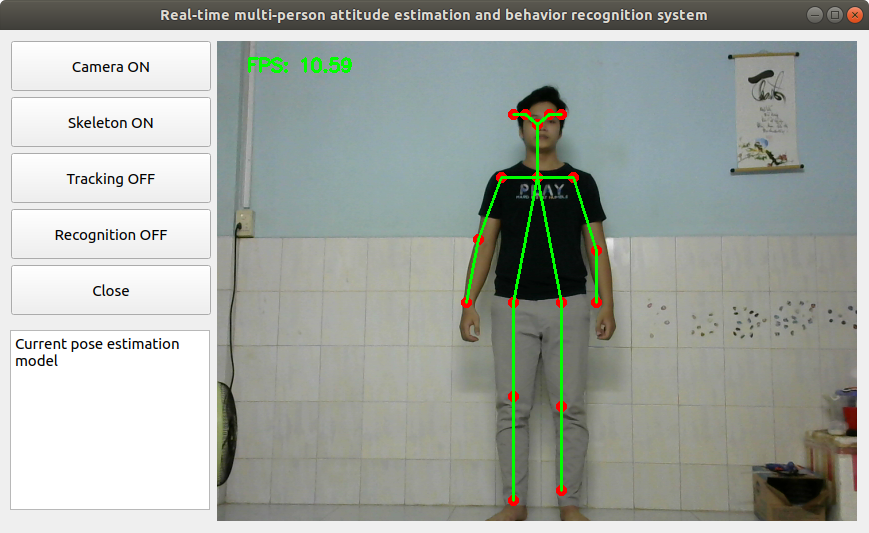 Real-time multi-person attitude estimation and behavior recognition system
Camera ON
Skeleton ON
Tracking OFF
Recognition OFF
Close
Current pose estimation
model
FPS: 10.59
PLAY